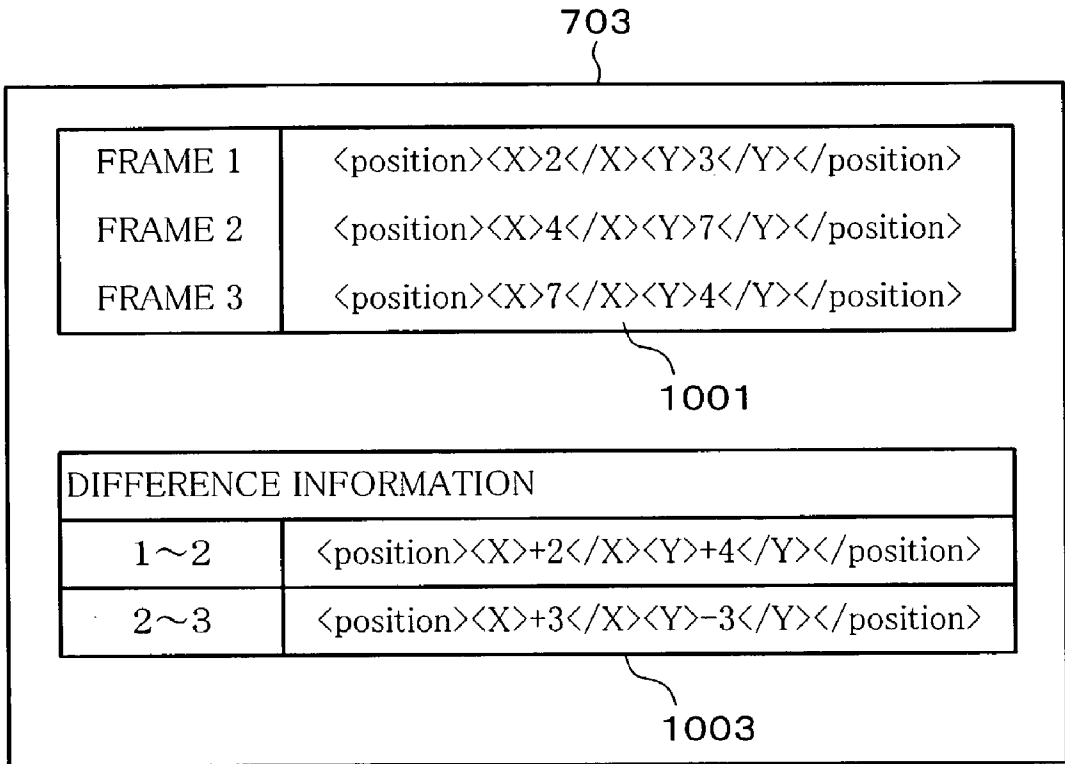 703
FRAME 1 <position><X>2</X><Y>3</Y></position>
FRAME 2 <position><X>4</X><Y>7</Y></position>
FRAME 3 <position><X>7</X><Y>4</Y></position>
1001
DIFFERENCE INFORMATION
1~2 <position><X>+2</X><Y>+4</Y></position>
2~3 <position><X>+3</X><Y>-3</Y></position>
1003